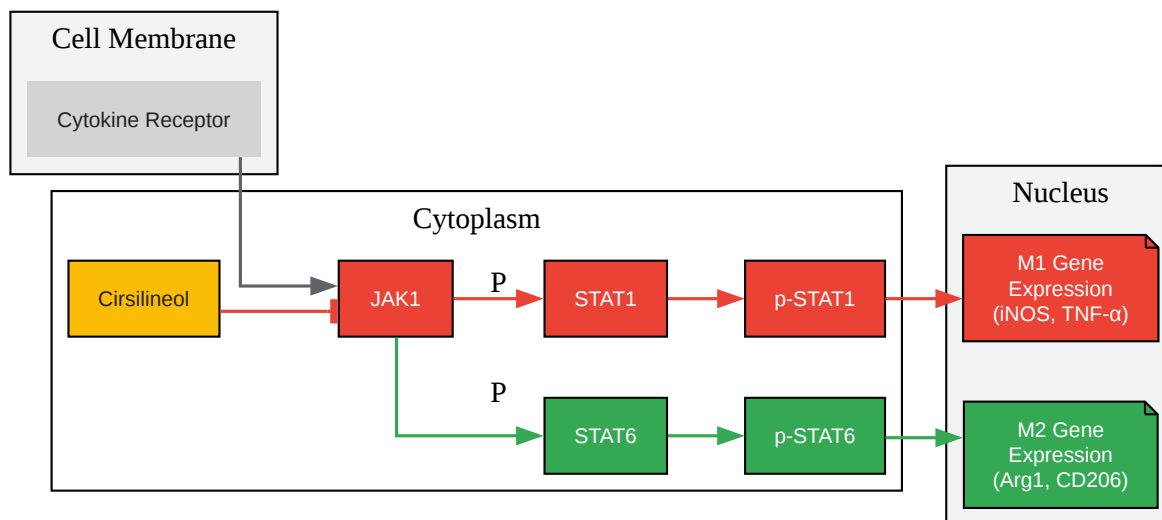 Cell Membrane
Cytokine Receptor
Cytoplasm
Cirsilineol
JAK1
P
STAT1
p-STAT1
P
STAT6
p-STAT6
Nucleus
M1 Gene
Expression
(iNOS, TNF-α)
M2 Gene
Expression
(Arg1, CD206)